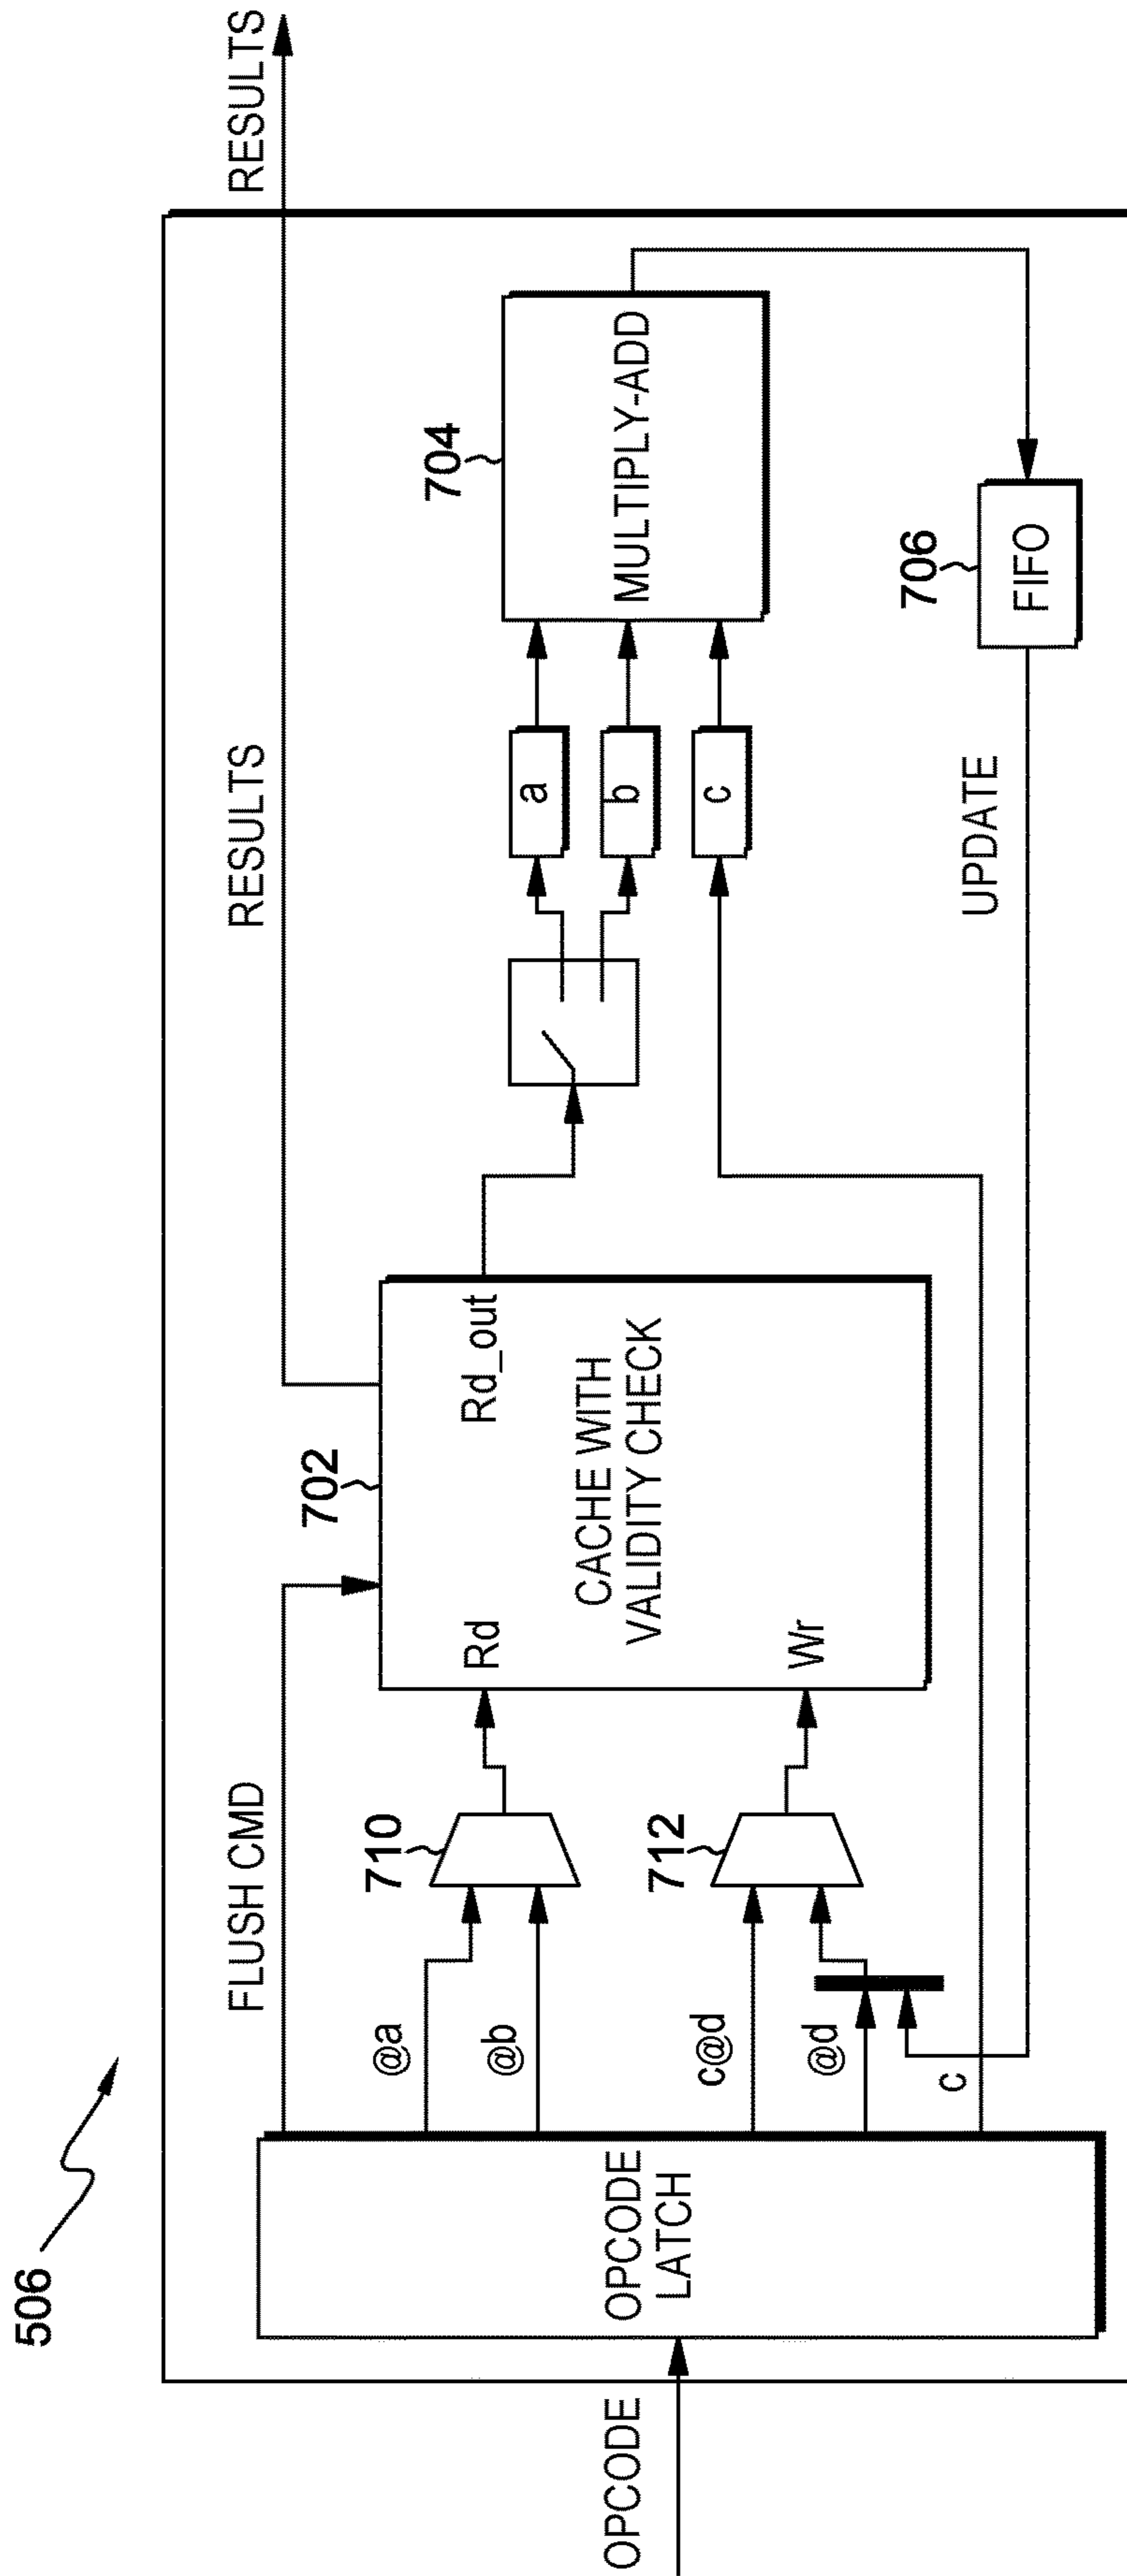 506
OPCODE
OPCODE
LATCH
FLUSH CMD
@a
@b
c@d
@d
c
710
712
702
Rd
Wr
Rd_out
CACHE WITH
VALIDITY CHECK
RESULTS
RESULTS
a
b
c
704
MULTIPLY-ADD
706
FIFO
UPDATE